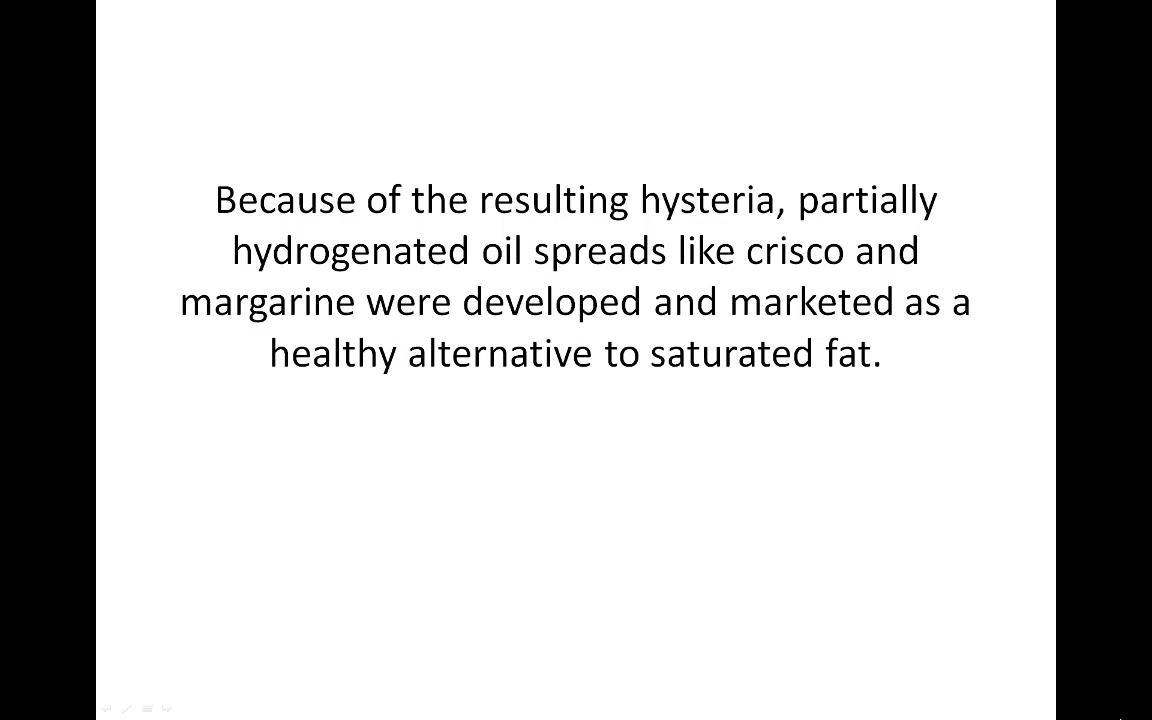 Because of the resulting hysteria, partially
hydrogenated oil spreads like crisco and
margarine were developed and marketed as a
healthy alternative to saturated fat.